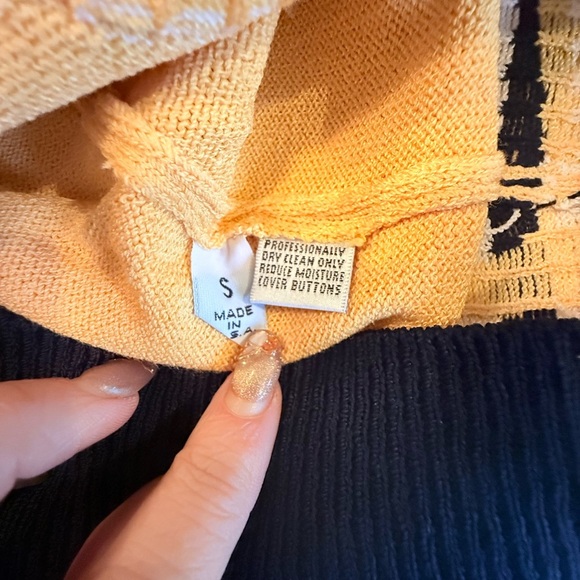 S
MADE
IN
S.A
PROFESSIONALLY
DRY CLEAN ONLY
REDUCE MOISTURE
COVER BUTTONS